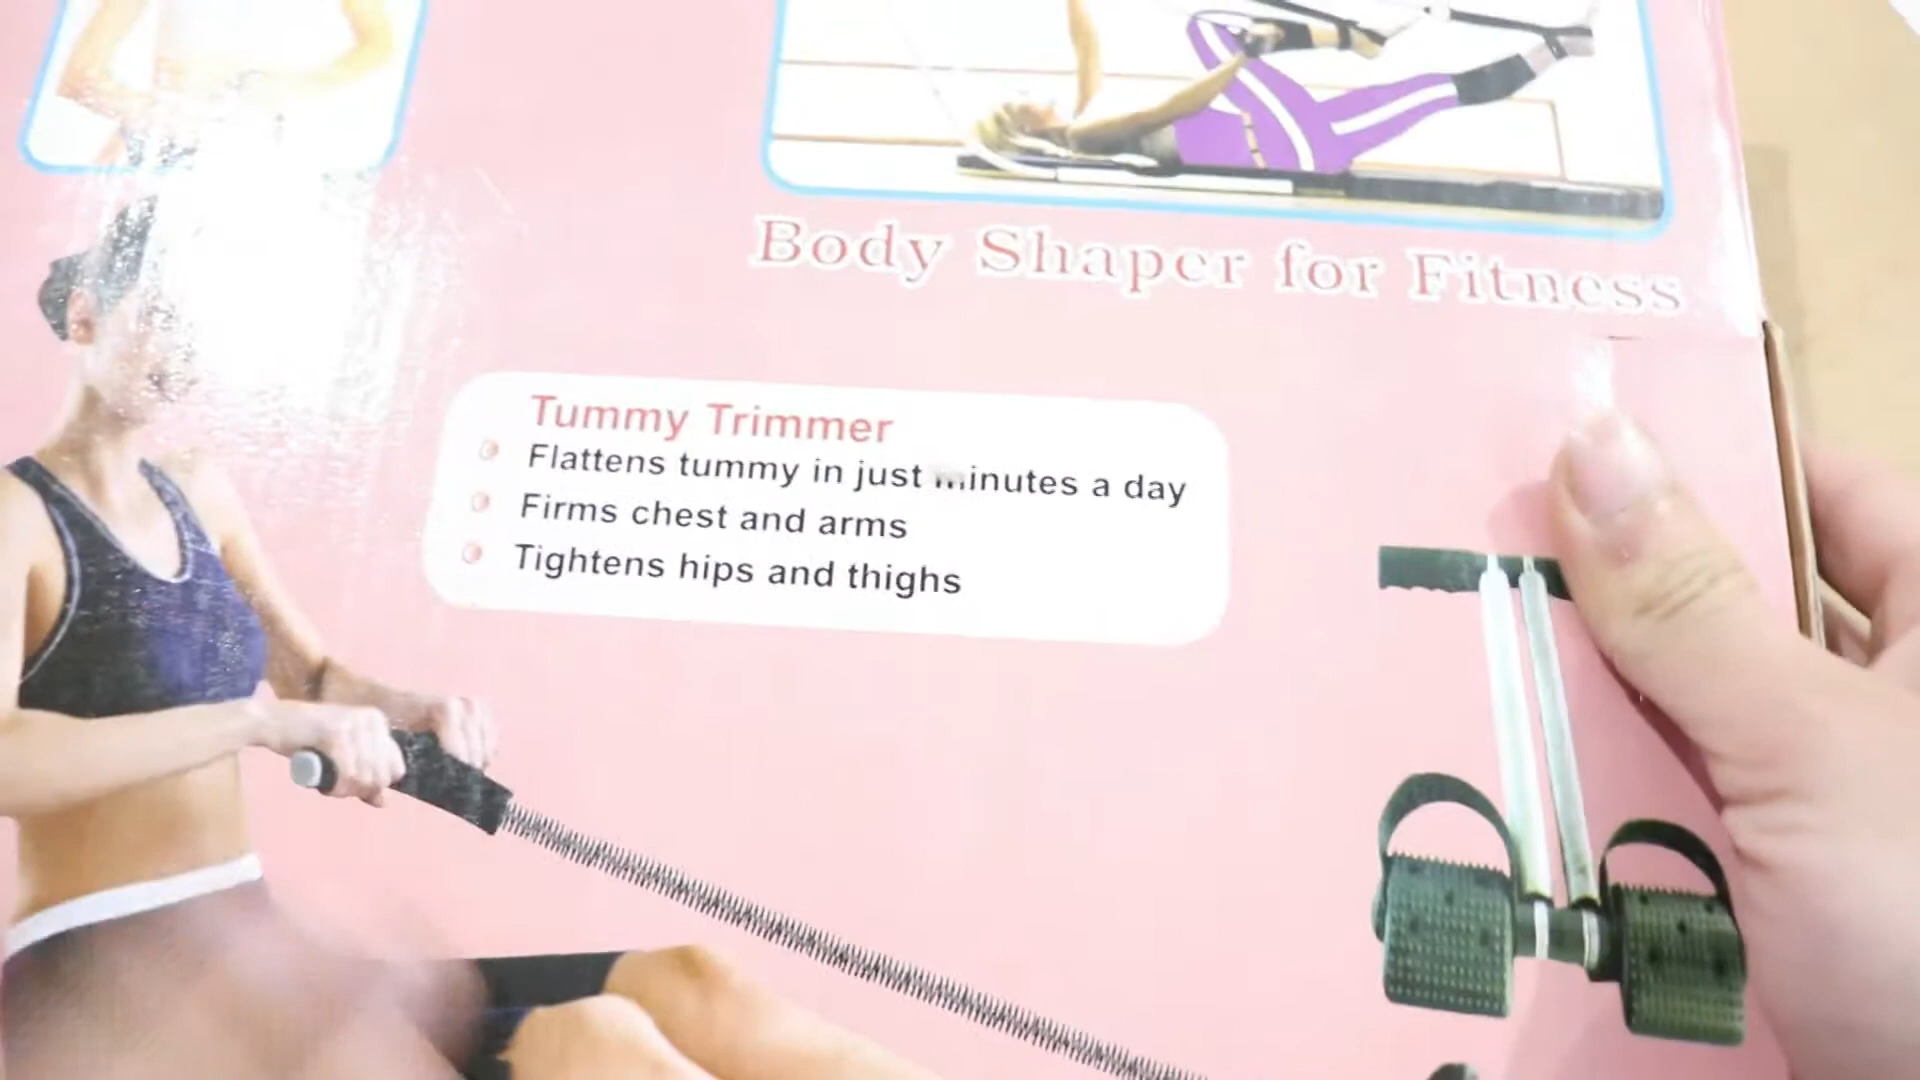 Body Shaper for Fitness
Tummy Trimmer
Flattens tummy in just minutes a day
Firms chest and arms
Tightens hips and thighs